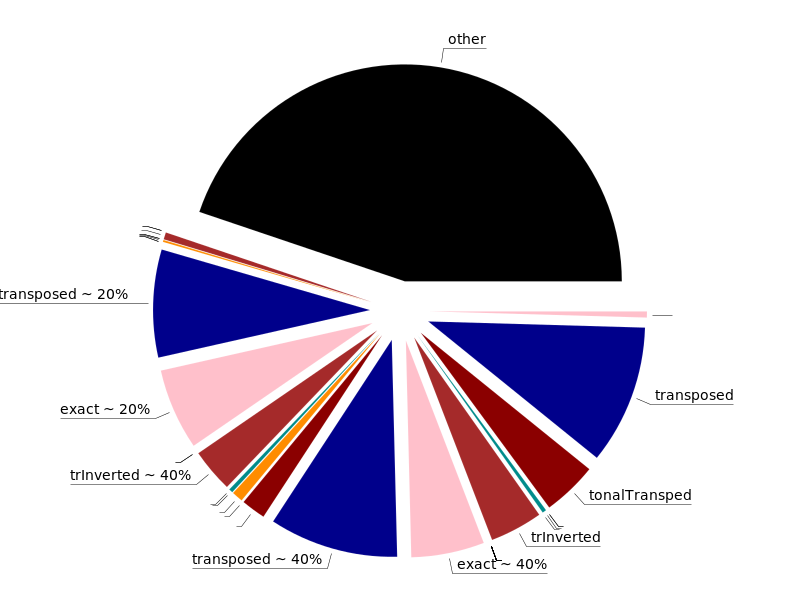 other
transposed ~ 20%
transposed
exact ~ 20%
trInverted ~ 40%
tonalTransped
trInverted
transposed ~ 40%
exact ~ 40%